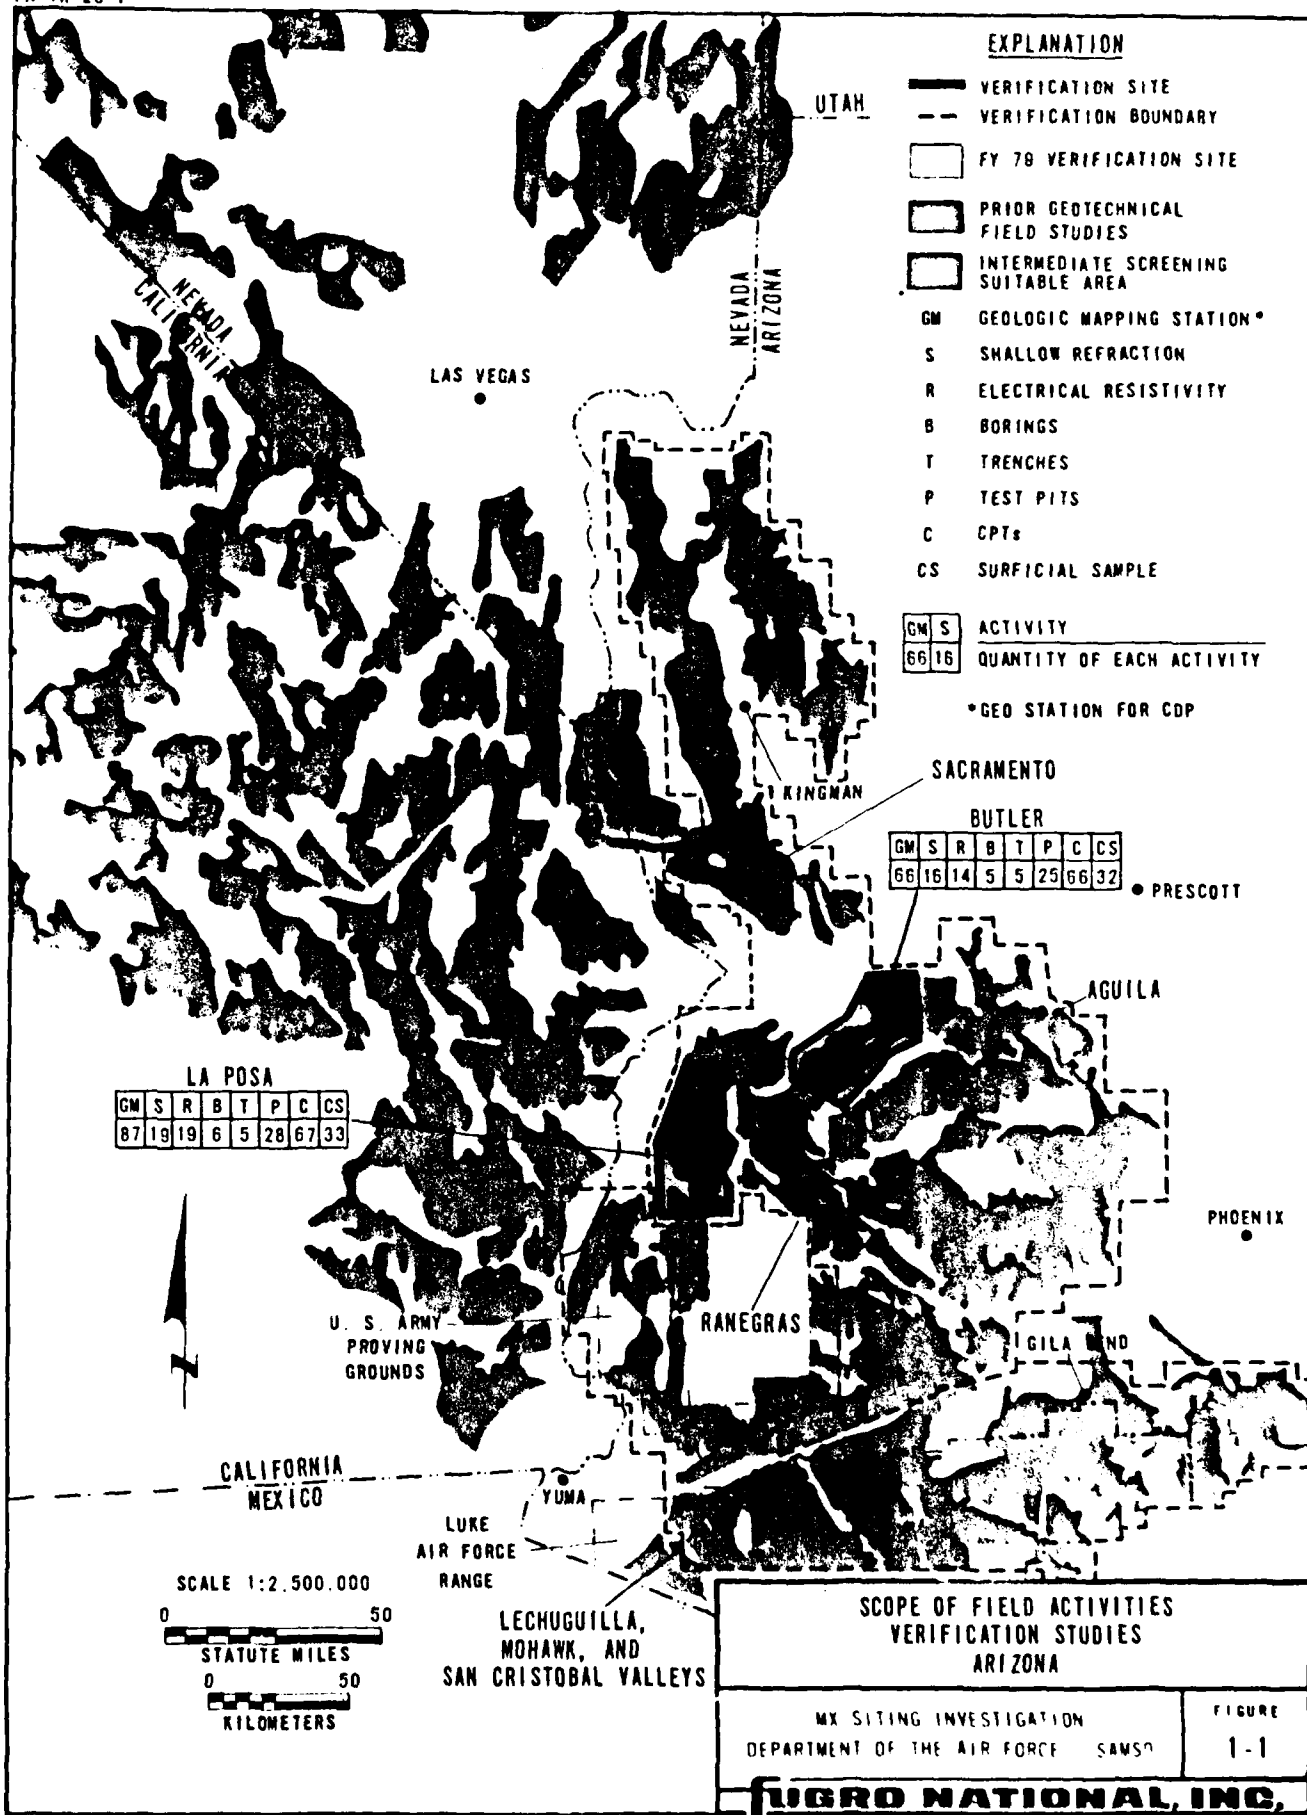 EXPLANATION
VERIFICATION SITE
VERIFICATION BOUNDARY
FY 79 VERIFICATION SITE
PRIOR GEOTECHNICAL
FIELD STUDIES
INTERMEDIATE SCREENING
SUITABLE AREA
GM GEOLOGIC MAPPING STATION*
S SHALLOW REFRACTION
R ELECTRICAL RESISTIVITY
B BORINGS
T TRENCHES
P TEST PITS
C CPTs
CS SURFICIAL SAMPLE
GM S ACTIVITY
66 16 QUANTITY OF EACH ACTIVITY
*GEO STATION FOR CDP
UTAH
NEVADA
ARIZONA
NEVADA
CALIFORNIA
LAS VEGAS
KINGMAN
SACRAMENTO
BUTLER
GM S R B T P C CS
66 16 14 5 5 25 66 32
PRESCOTT
AGUILA
LA POSA
GM S R B T P C CS
87 19 19 6 5 28 67 33
PHOENIX
U. S. ARMY
PROVING
GROUNDS
RANEGRAS
GILA BEND
N
CALIFORNIA
MEXICO
YUMA
LUKE
AIR FORCE
RANGE
LECHUGUILLA,
MOHAWK, AND
SAN CRISTOBAL VALLEYS
SCALE 1:2,500,000
0 50
STATUTE MILES
0 50
KILOMETERS
SCOPE OF FIELD ACTIVITIES
VERIFICATION STUDIES
ARIZONA
MX SITING INVESTIGATION
DEPARTMENT OF THE AIR FORCE SAMSO
FIGURE
1-1
FUGRO NATIONAL, INC.